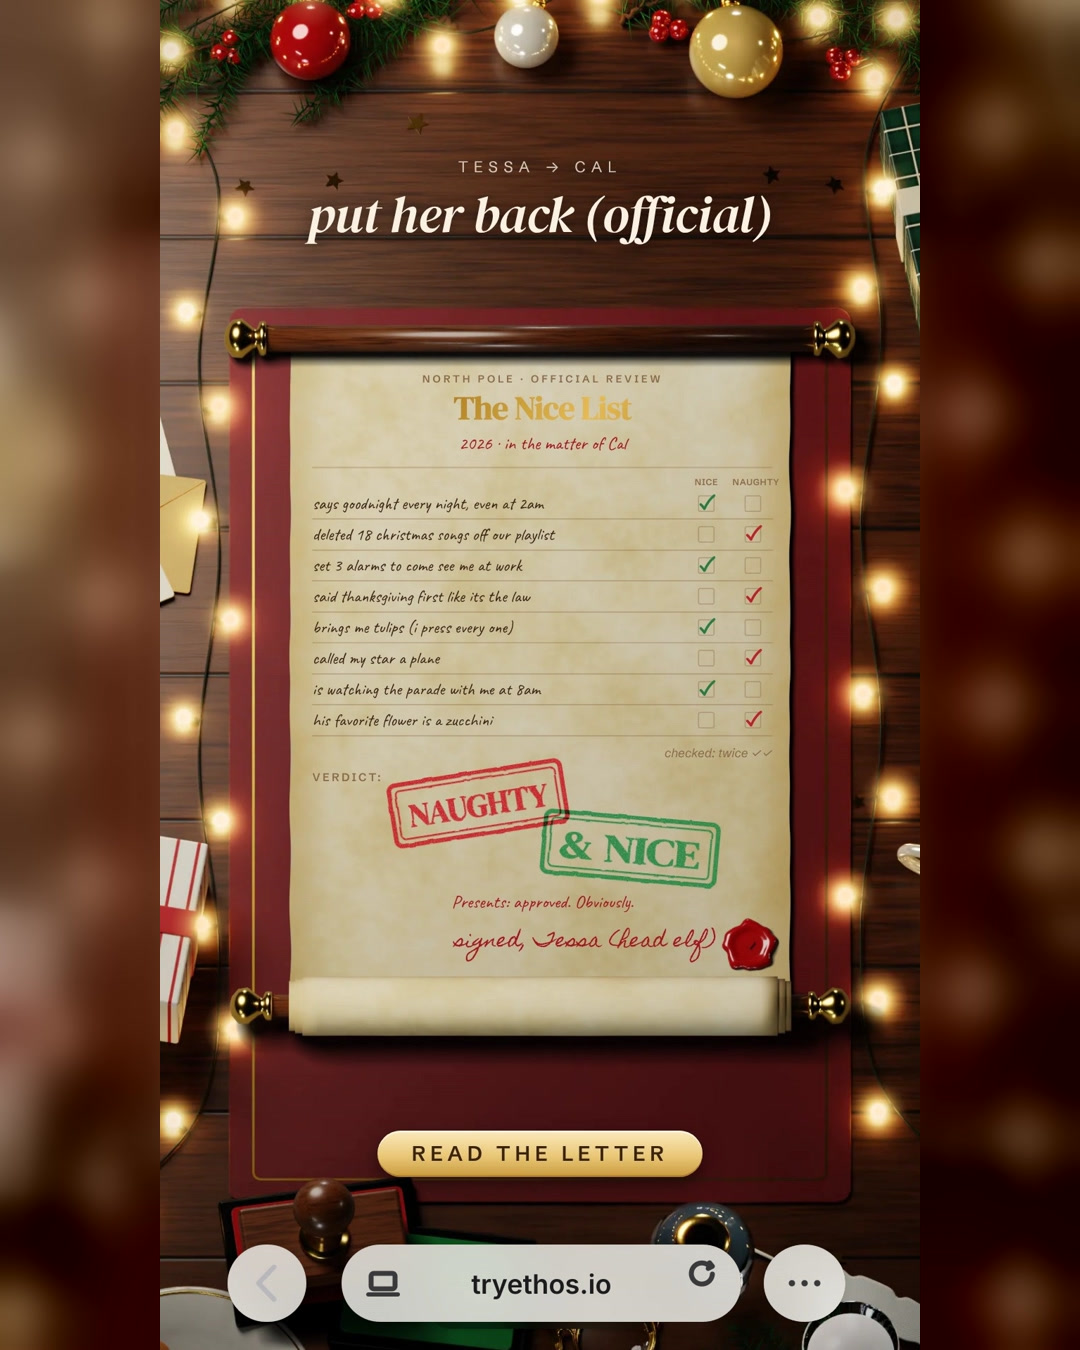 TESSA → CAL
put her back (official)
NORTH POLE · OFFICIAL REVIEW
The Nice List
2026 · in the matter of Cal
NICE NAUGHTY
says goodnight every night, even at 2am
deleted 18 christmas songs off our playlist
set 3 alarms to come see me at work
said thanksgiving first like its the law
brings me tulips (i press every one)
called my star a plane
is watching the parade with me at 8am
his favorite flower is a zucchini
checked: twice ✓✓
VERDICT:
NAUGHTY
& NICE
Presents: approved. Obviously.
signed, Tessa (head elf)
READ THE LETTER
tryethos.io